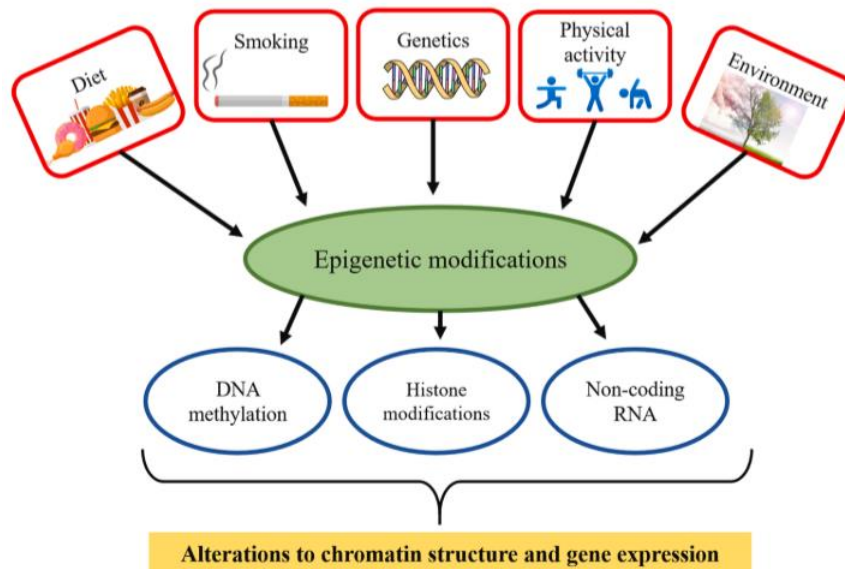 Diet
Smoking
Genetics
Physical
activity
Environment
Epigenetic modifications
DNA
methylation
Histone
modifications
Non-coding
RNA
Alterations to chromatin structure and gene expression